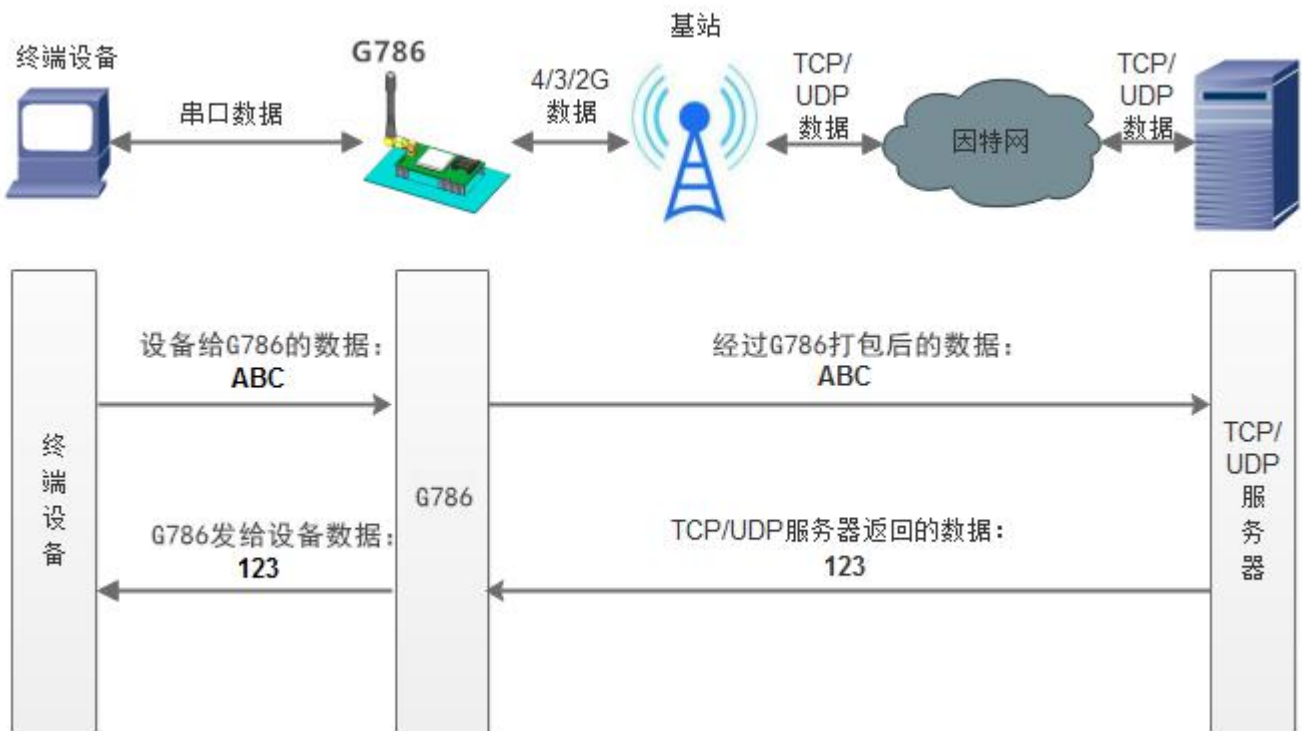 终端设备
串口数据
G786
4/3/2G
数据
基站
TCP/
UDP
数据
因特网
TCP/
UDP
数据
设备给G786的数据：
ABC
经过G786打包后的数据：
ABC
终
端
设
备
G786
TCP/
UDP
服
务
器
G786发给设备数据：
123
TCP/UDP服务器返回的数据：
123